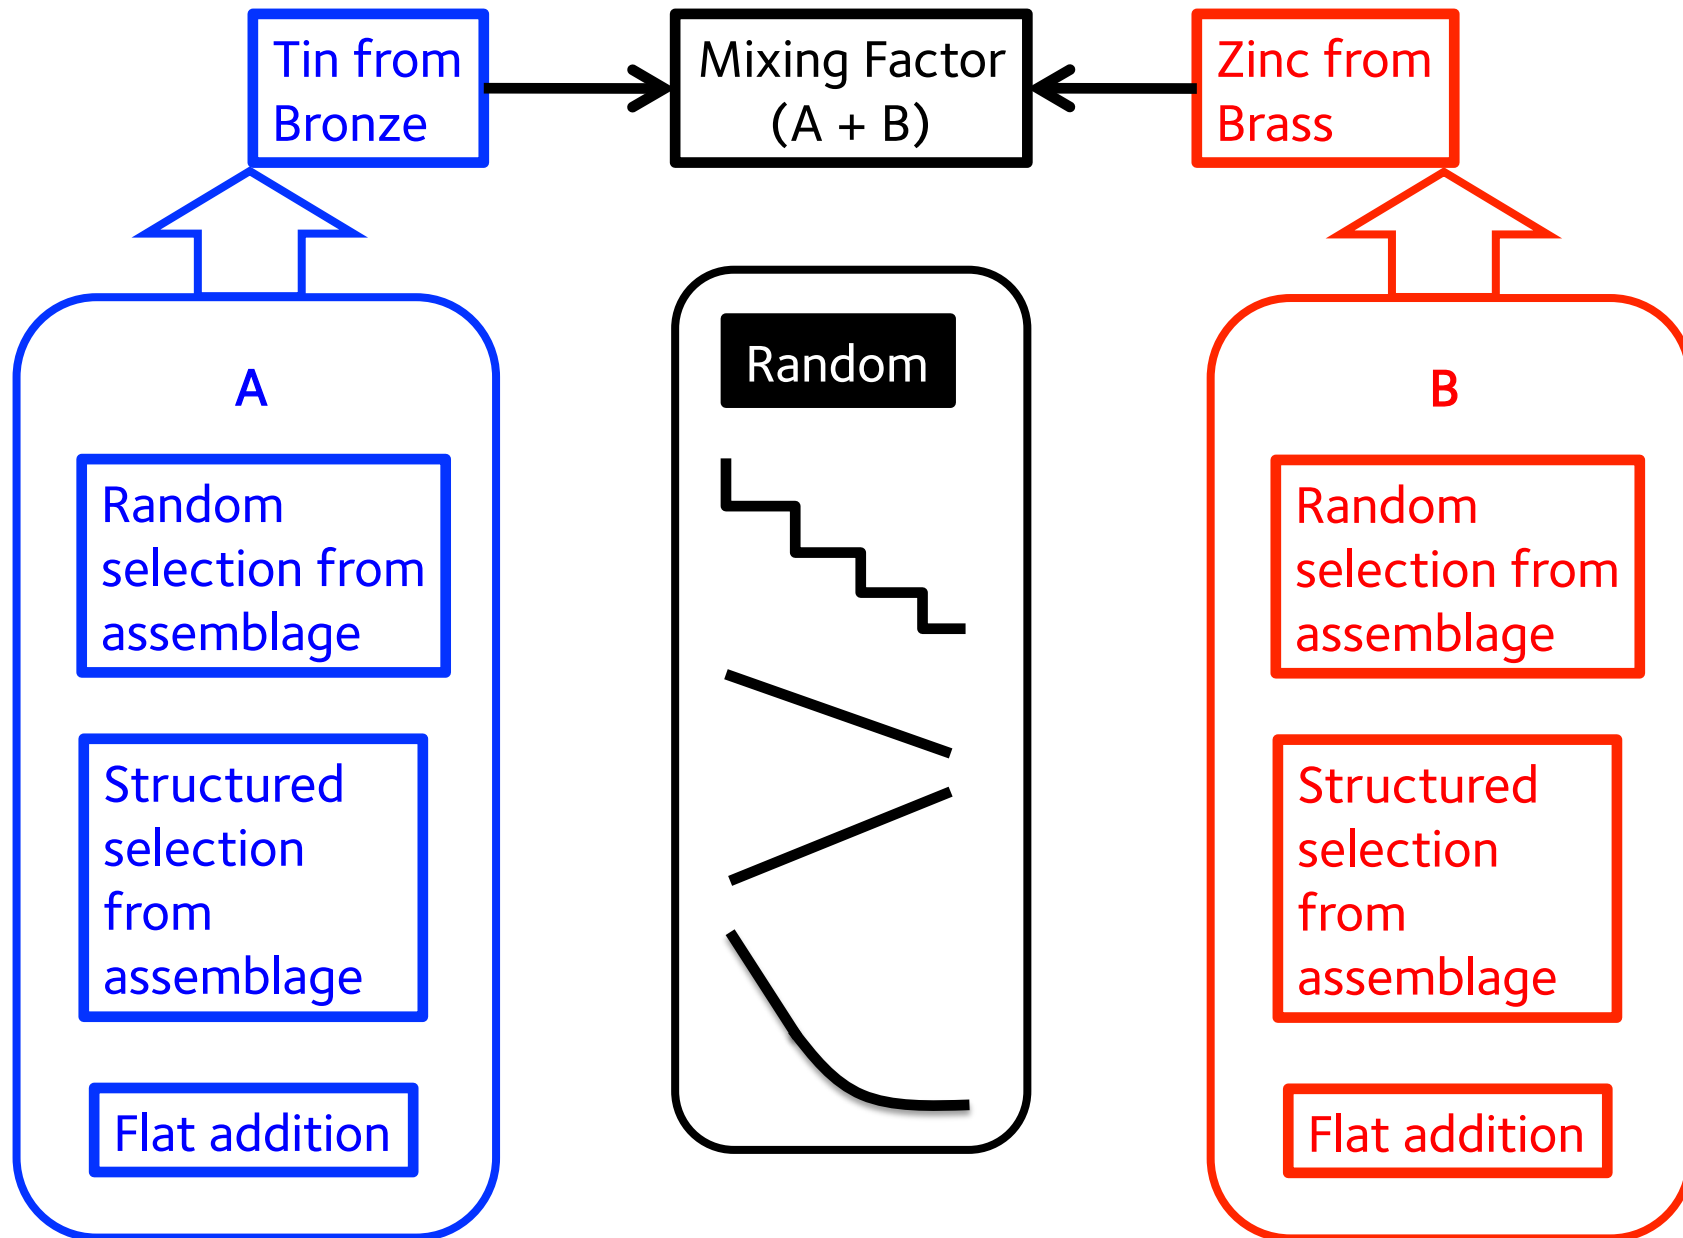 Tin from
Bronze
Mixing Factor
(A + B)
Zinc from
Brass
A
Random
selection from
assemblage
Structured
selection
from
assemblage
Flat addition
Random
B
Random
selection from
assemblage
Structured
selection
from
assemblage
Flat addition